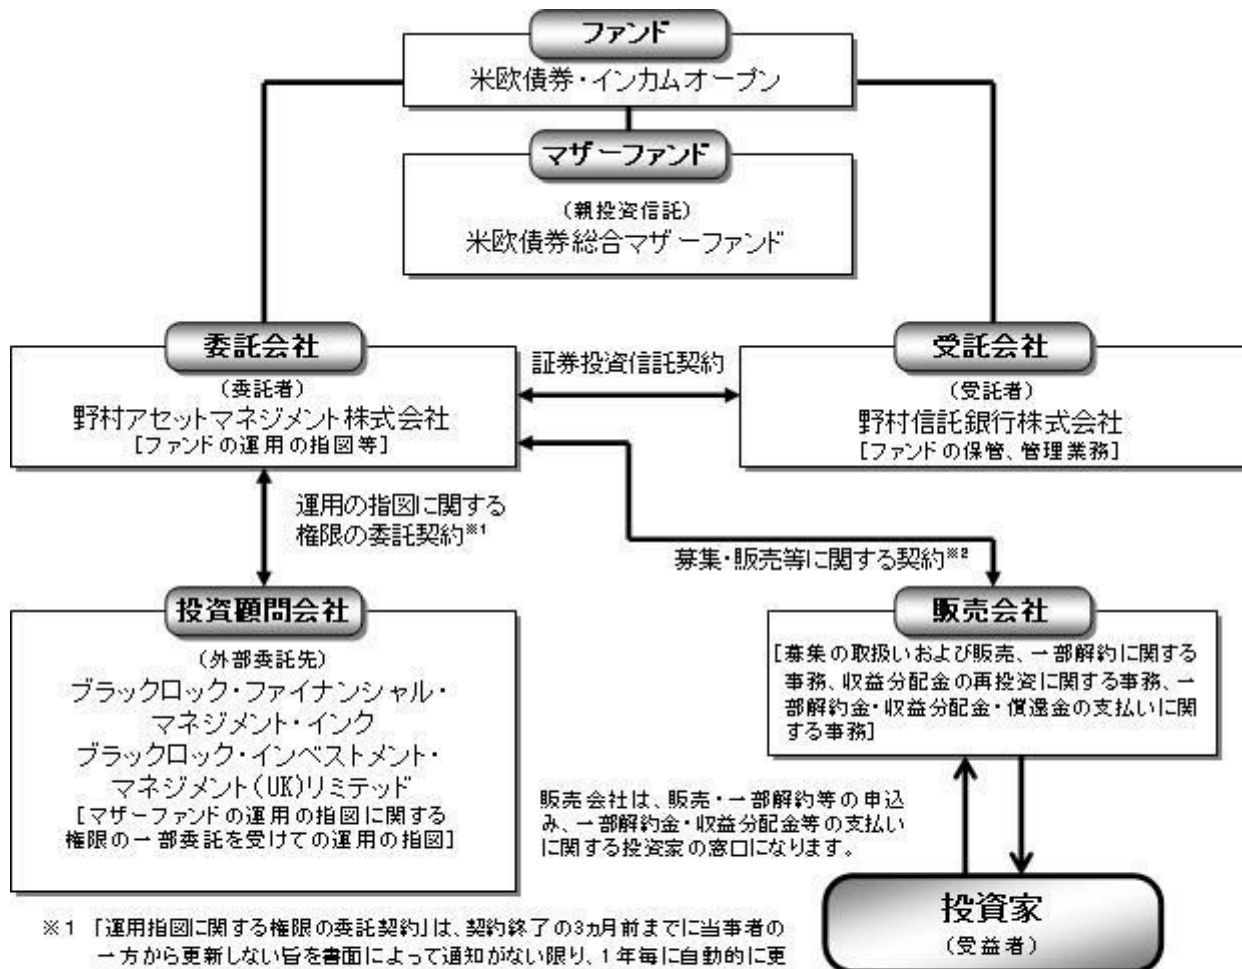 ファンド
米欧債券・インカムオープン
マザーファンド
（親投資信託）
米欧債券総合マザーファンド
委託会社
（委託者）
野村アセットマネジメント株式会社
［ファンドの運用の指図等］
証券投資信託契約
受託会社
（受託者）
野村信託銀行株式会社
［ファンドの保管、管理業務］
運用の指図に関する
権限の委託契約※1
募集・販売等に関する契約※2
投資顧問会社
（外部委託先）
ブラックロック・ファイナンシャル・
マネジメント・インク
ブラックロック・インベストメント・
マネジメント（UK）リミテッド
［マザーファンドの運用の指図に関する
権限の一部委託を受けての運用の指図］
販売会社
［募集の取扱いおよび販売、一部解約に関する
事務、収益分配金の再投資に関する事務、一
部解約金・収益分配金・償還金の支払いに関
する事務］
販売会社は、販売・一部解約等の申込
み、一部解約金・収益分配金等の支払い
に関する投資家の窓口になります。
投資家
（受益者）
※1 「運用指図に関する権限の委託契約」は、契約終了の3ヵ月前までに当事者の
一方から更新しない旨を書面によって通知がない限り、1年毎に自動的に更